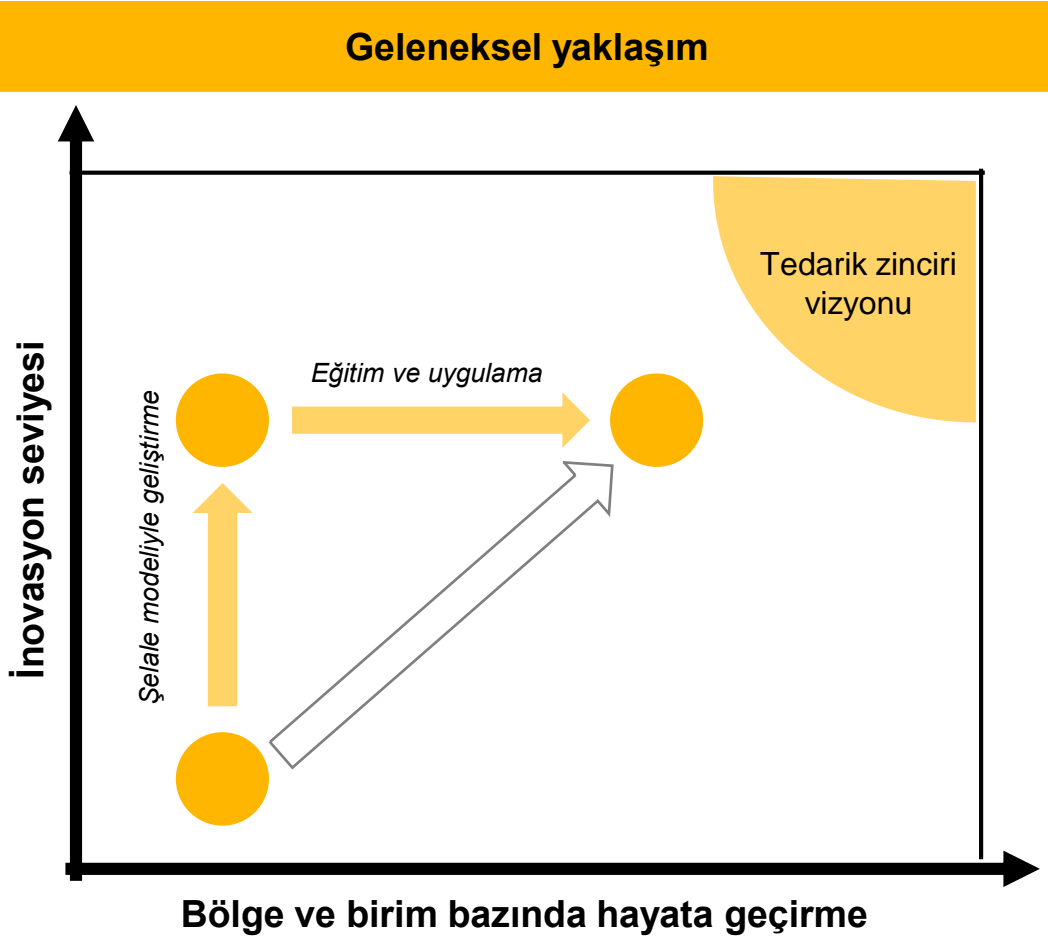 Geleneksel yaklaşım
Tedarik zinciri
vizyonu
Eğitim ve uygulama
Şelale modeliyle geliştirme
İnovasyon seviyesi
Bölge ve birim bazında hayata geçirme